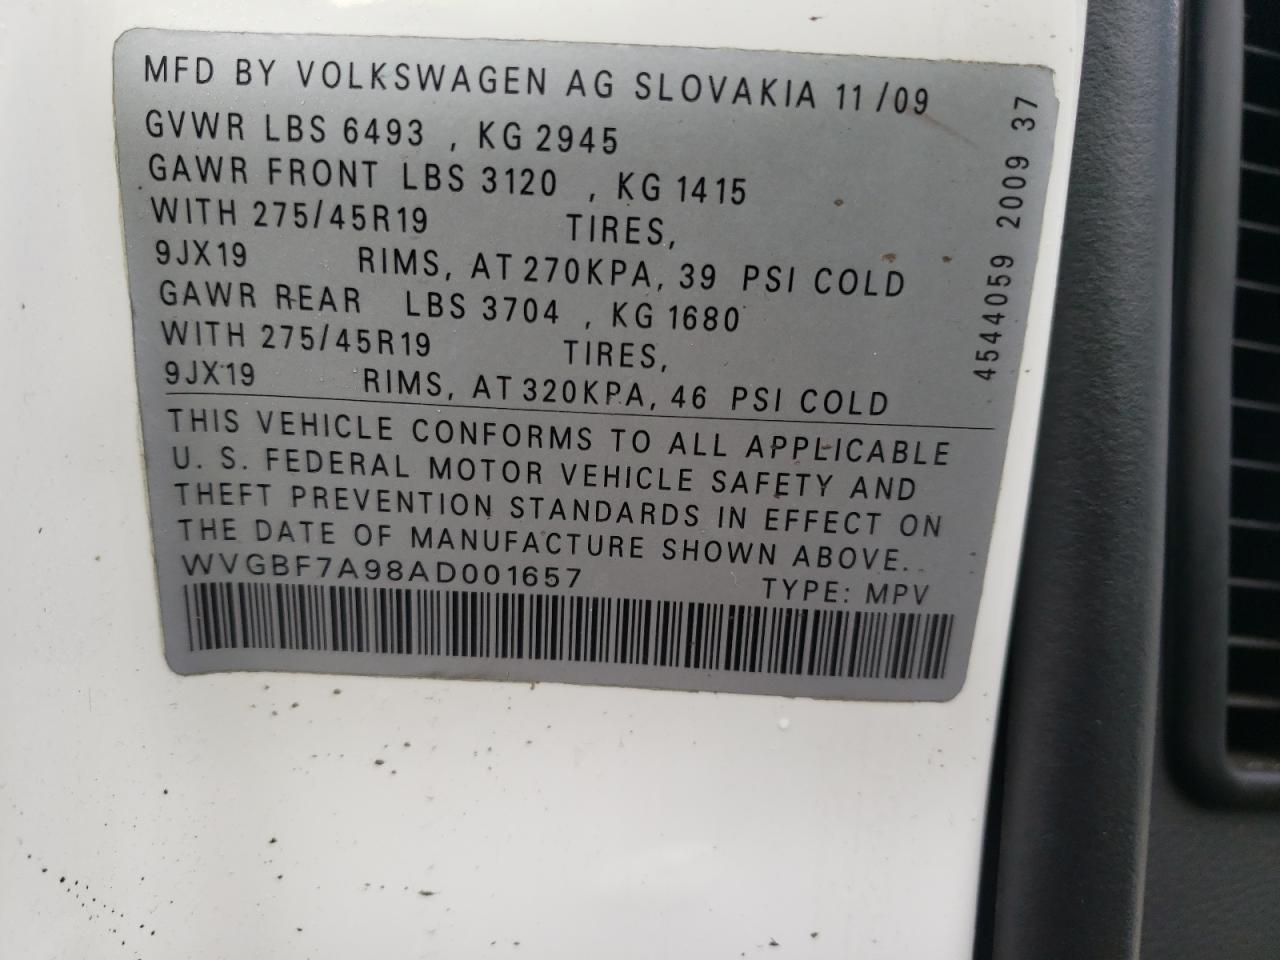 MFD BY VOLKSWAGEN AG SLOVAKIA 11/09
GVWR LBS 6493 , KG 2945
GAWR FRONT LBS 3120 , KG 1415
WITH 275/45R19 TIRES,
9JX19 RIMS, AT 270KPA, 39 PSI COLD
GAWR REAR LBS 3704 , KG 1680
WITH 275/45R19 TIRES,
9JX19 RIMS, AT 320KPA, 46 PSI COLD
THIS VEHICLE CONFORMS TO ALL APPLICABLE
U. S. FEDERAL MOTOR VEHICLE SAFETY AND
THEFT PREVENTION STANDARDS IN EFFECT ON
THE DATE OF MANUFACTURE SHOWN ABOVE.
WVGBF7A98AD001657 TYPE: MPV
4544059 2009 37